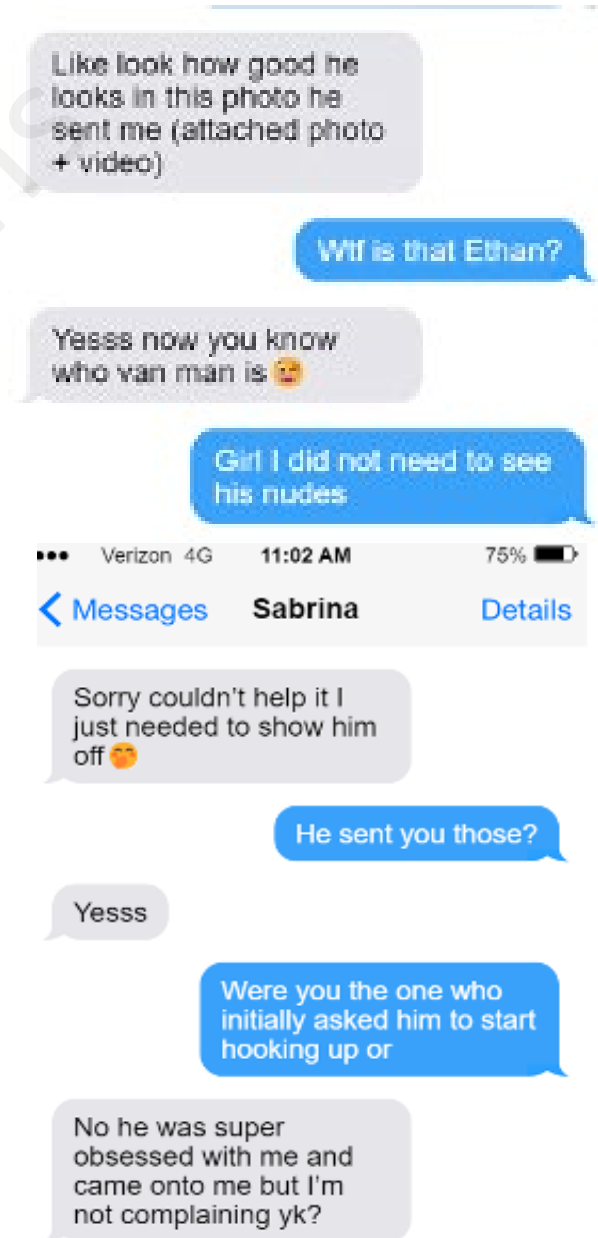 Like look how good he
looks in this photo he
sent me (attached photo
+ video)
Wtf is that Ethan?
Yesss now you know
who van man is😉
Girl I did not need to see
his nudes
Verizon 4G 11:02 AM 75%
Messages Sabrina Details
Sorry couldn't help it I
just needed to show him
off🤭
He sent you those?
Yesss
Were you the one who
initially asked him to start
hooking up or
No he was super
obsessed with me and
came onto me but I'm
not complaining yk?